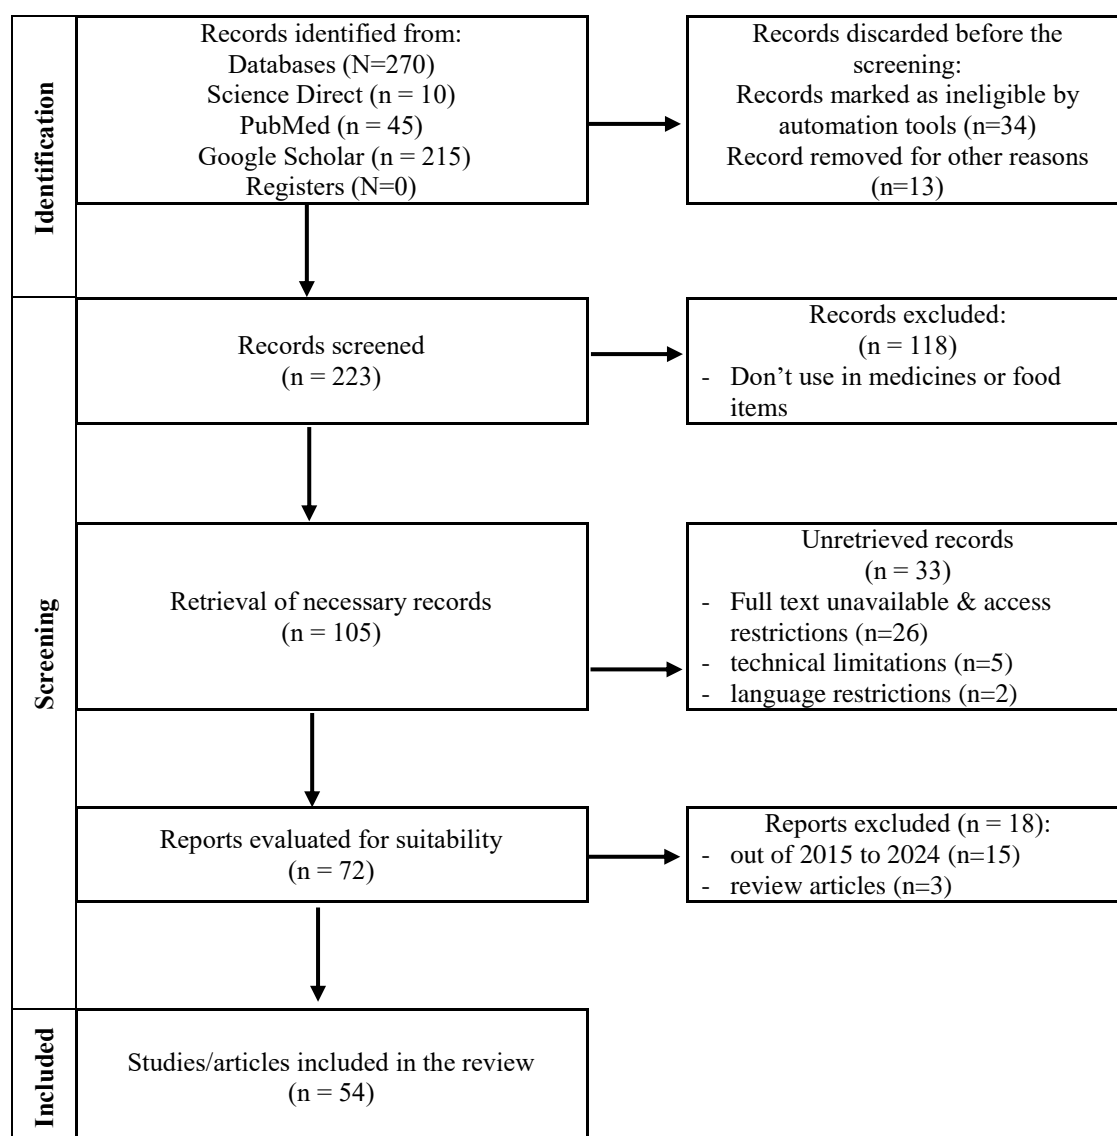 Identification
Records identified from:
Databases (N=270)
Science Direct (n = 10)
PubMed (n = 45)
Google Scholar (n = 215)
Registers (N=0)
Records discarded before the
screening:
Records marked as ineligible by
automation tools (n=34)
Record removed for other reasons
(n=13)
Screening
Records screened
(n = 223)
Records excluded:
(n = 118)
- Don’t use in medicines or food
items
Retrieval of necessary records
(n = 105)
Unretrieved records
(n = 33)
- Full text unavailable & access
restrictions (n=26)
- technical limitations (n=5)
- language restrictions (n=2)
Reports evaluated for suitability
(n = 72)
Reports excluded (n = 18):
- out of 2015 to 2024 (n=15)
- review articles (n=3)
Included
Studies/articles included in the review
(n = 54)